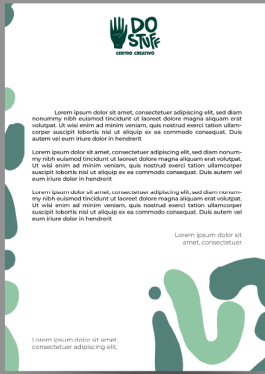 DO
STUFF
CENTRO CREATIVO
Lorem ipsum dolor sit amet, consectetuer adipiscing elit, sed diam
nonummy nibh euismod tincidunt ut laoreet dolore magna aliquam erat
volutpat. Ut wisi enim ad minim veniam, quis nostrud exerci tation ullam-
corper suscipit lobortis nisl ut aliquip ex ea commodo consequat. Duis
autem vel eum iriure dolor in hendrerit
Lorem ipsum dolor sit amet, consectetuer adipiscing elit, sed diam nonum-
my nibh euismod tincidunt ut laoreet dolore magna aliquam erat volutpat.
Ut wisi enim ad minim veniam, quis nostrud exerci tation ullamcorper
suscipit lobortis nisl ut aliquip ex ea commodo consequat. Duis autem vel
eum iriure dolor in hendrerit
Lorem ipsum dolor sit amet, consectetuer adipiscing elit, sed diam nonum-
my nibh euismod tincidunt ut laoreet dolore magna aliquam erat volutpat.
Ut wisi enim ad minim veniam, quis nostrud exerci tation ullamcorper
suscipit lobortis nisl ut aliquip ex ea commodo consequat. Duis autem vel
eum iriure dolor in hendrerit
Lorem ipsum dolor sit
amet, consectetuer
Lorem ipsum dolor sit amet,
consectetuer adipiscing elit,